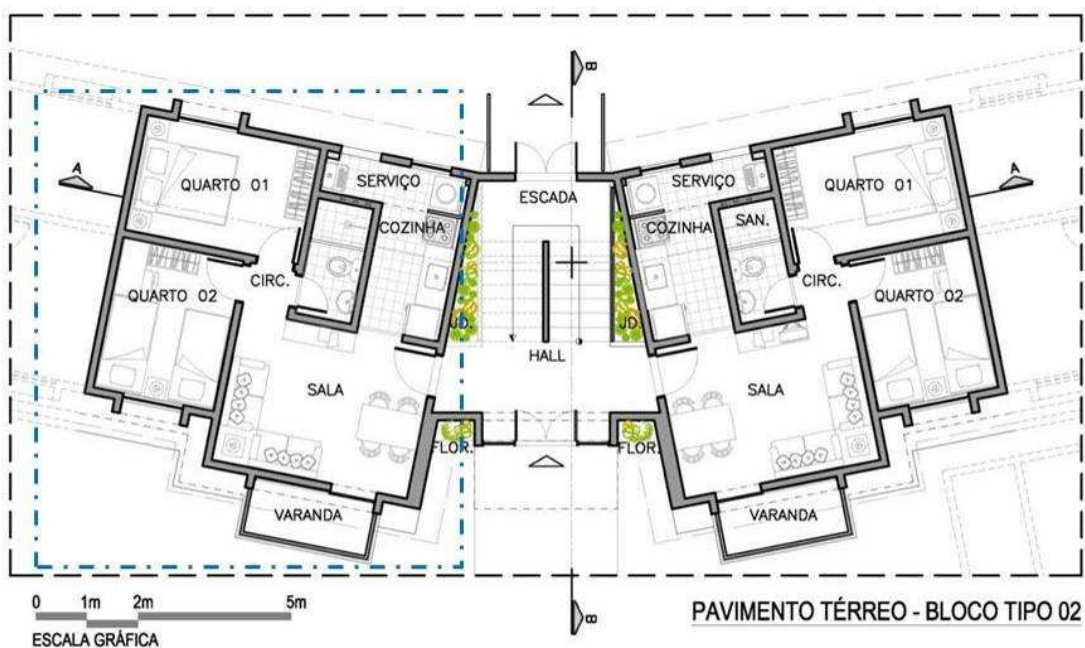 B
A
QUARTO 01
SERVIÇO
ESCADA
SERVIÇO
QUARTO 01
A
COZINHA
COZINHA
SAN.
CIRC.
CIRC.
QUARTO 02
QUARTO 02
JD.
JD.
HALL
SALA
SALA
FLOR.
FLOR.
VARANDA
VARANDA
0 1m 2m 5m
ESCALA GRÁFICA
B
PAVIMENTO TÉRREO - BLOCO TIPO 02